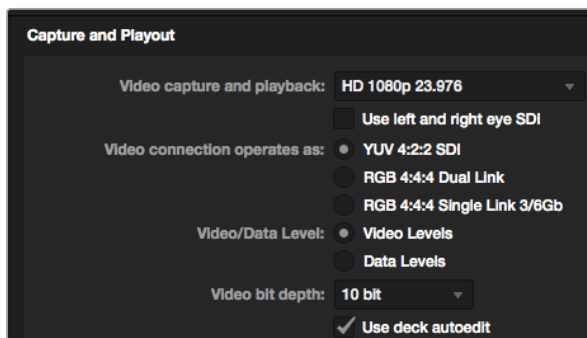 Capture and Playout
Video capture and playback: HD 1080p 23.976
Use left and right eye SDI
Video connection operates as: YUV 4:2:2 SDI
RGB 4:4:4 Dual Link
RGB 4:4:4 Single Link 3/6Gb
Video/Data Level: Video Levels
Data Levels
Video bit depth: 10 bit
Use deck autoedit